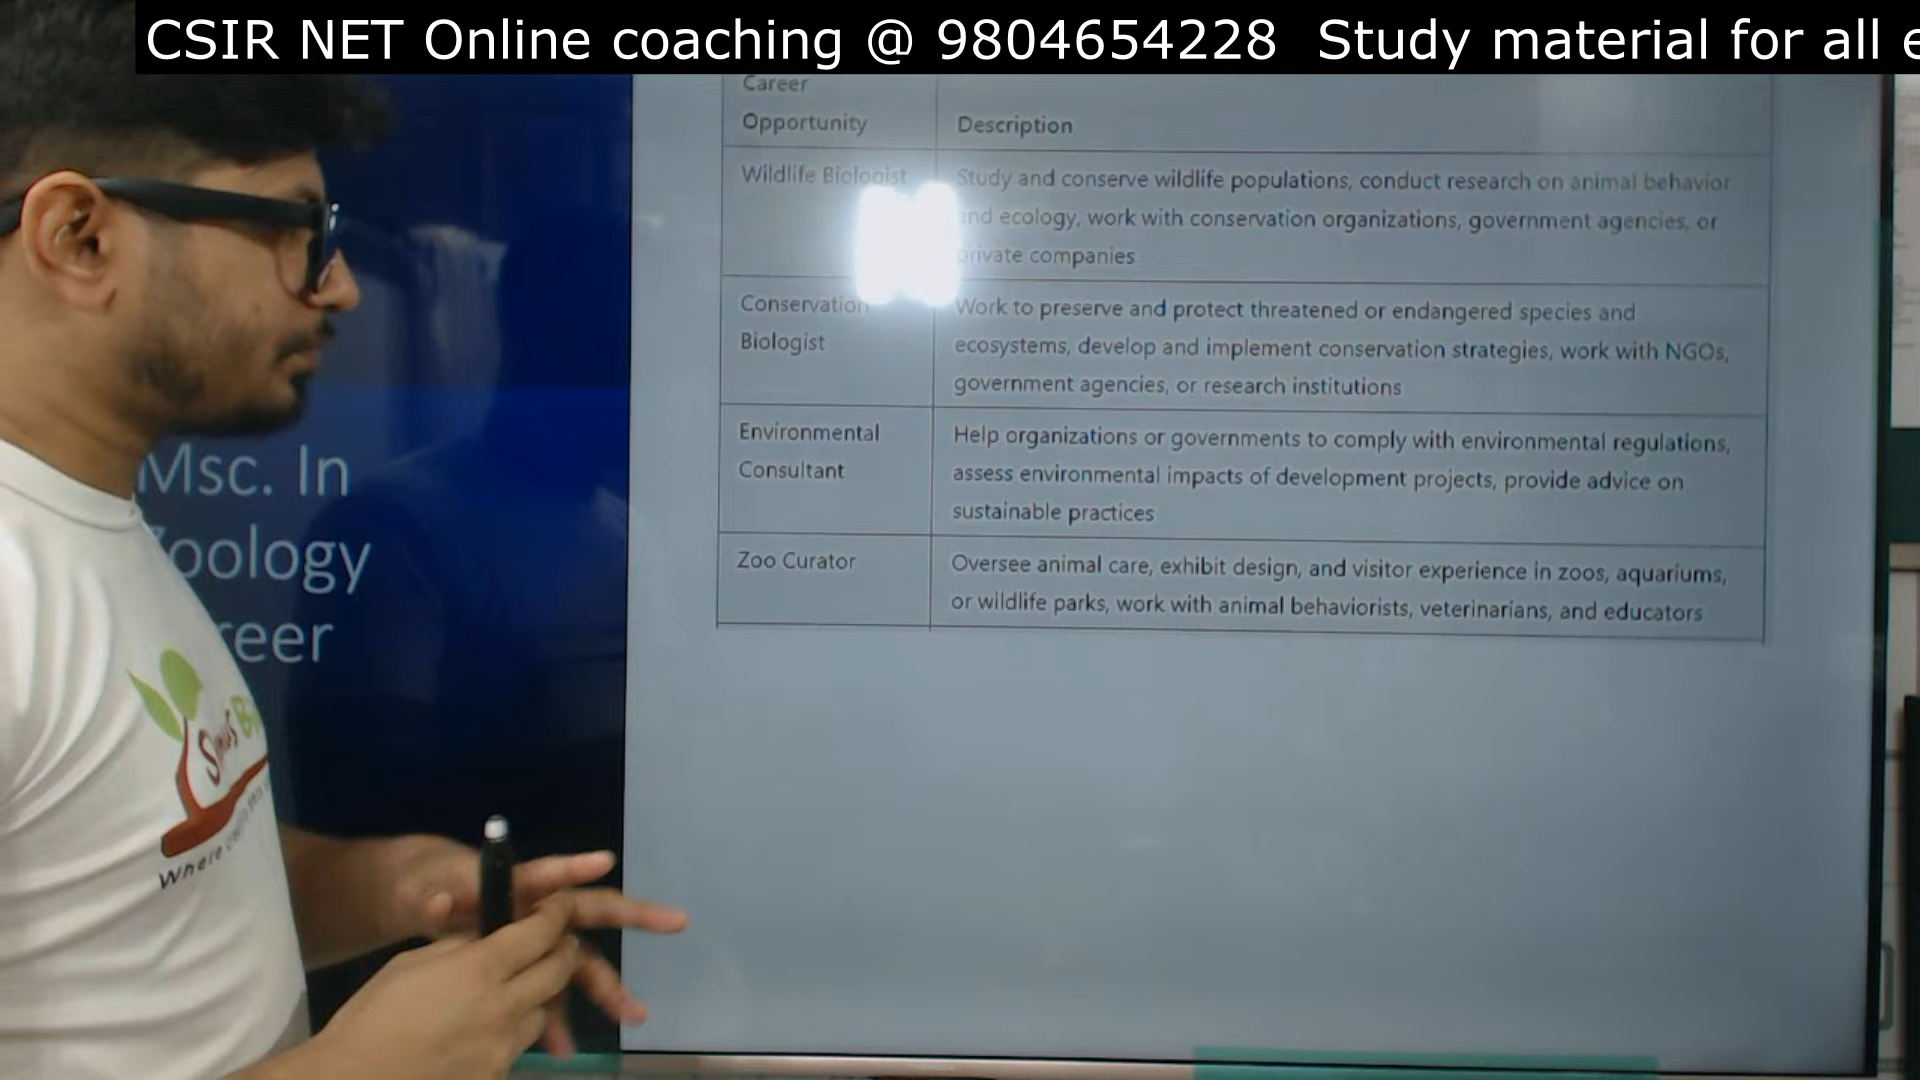 CSIR NET Online coaching @ 9804654228 Study material for all e
Career
Opportunity
Description
Wildlife Biologist
Study and conserve wildlife populations, conduct research on animal behavior
and ecology, work with conservation organizations, government agencies, or
private companies
Conservation
Biologist
Work to preserve and protect threatened or endangered species and
ecosystems, develop and implement conservation strategies, work with NGOs,
government agencies, or research institutions
Environmental
Consultant
Help organizations or governments to comply with environmental regulations,
assess environmental impacts of development projects, provide advice on
sustainable practices
Zoo Curator
Oversee animal care, exhibit design, and visitor experience in zoos, aquariums,
or wildlife parks, work with animal behaviorists, veterinarians, and educators
Msc. In
oology
reer
Where